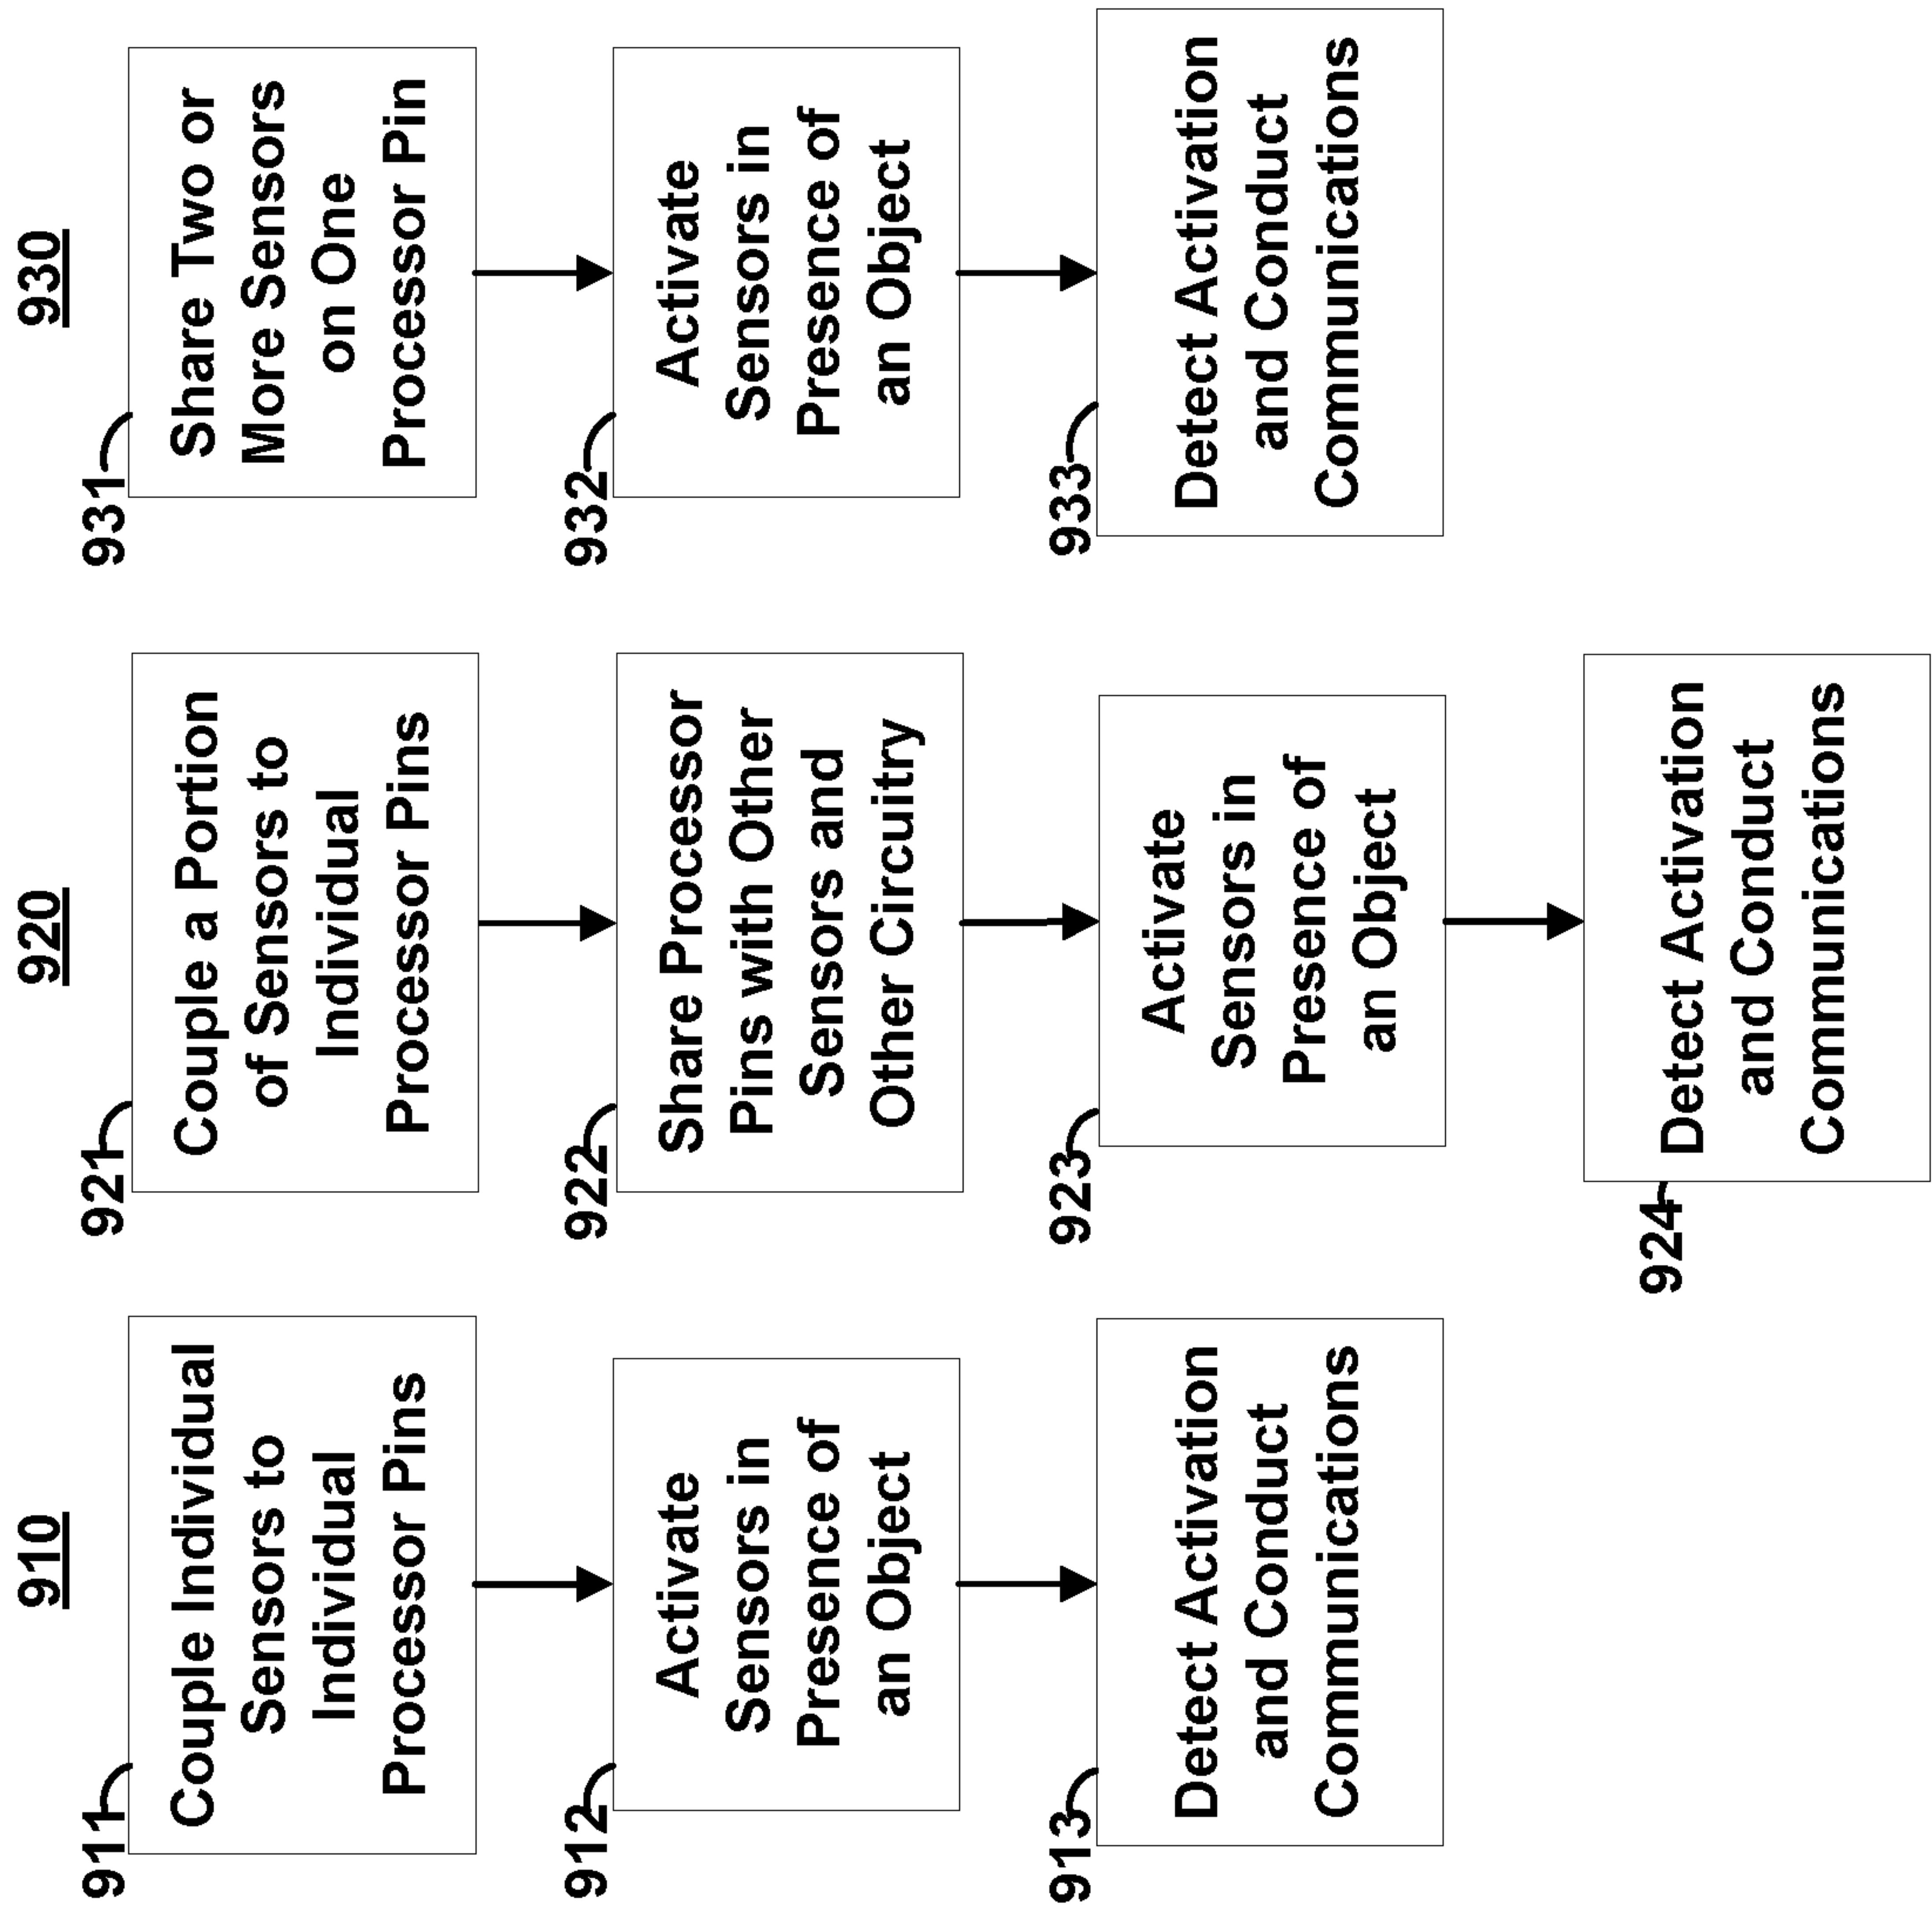 910
911
Couple Individual
Sensors to
Individual
Processor Pins
912
Activate
Sensors in
Presence of
an Object
913
Detect Activation
and Conduct
Communications
920
921
Couple a Portion
of Sensors to
Individual
Processor Pins
922
Share Processor
Pins with Other
Sensors and
Other Circuitry
923
Activate
Sensors in
Presence of
an Object
924
Detect Activation
and Conduct
Communications
930
931
Share Two or
More Sensors
on One
Processor Pin
932
Activate
Sensors in
Presence of
an Object
933
Detect Activation
and Conduct
Communications